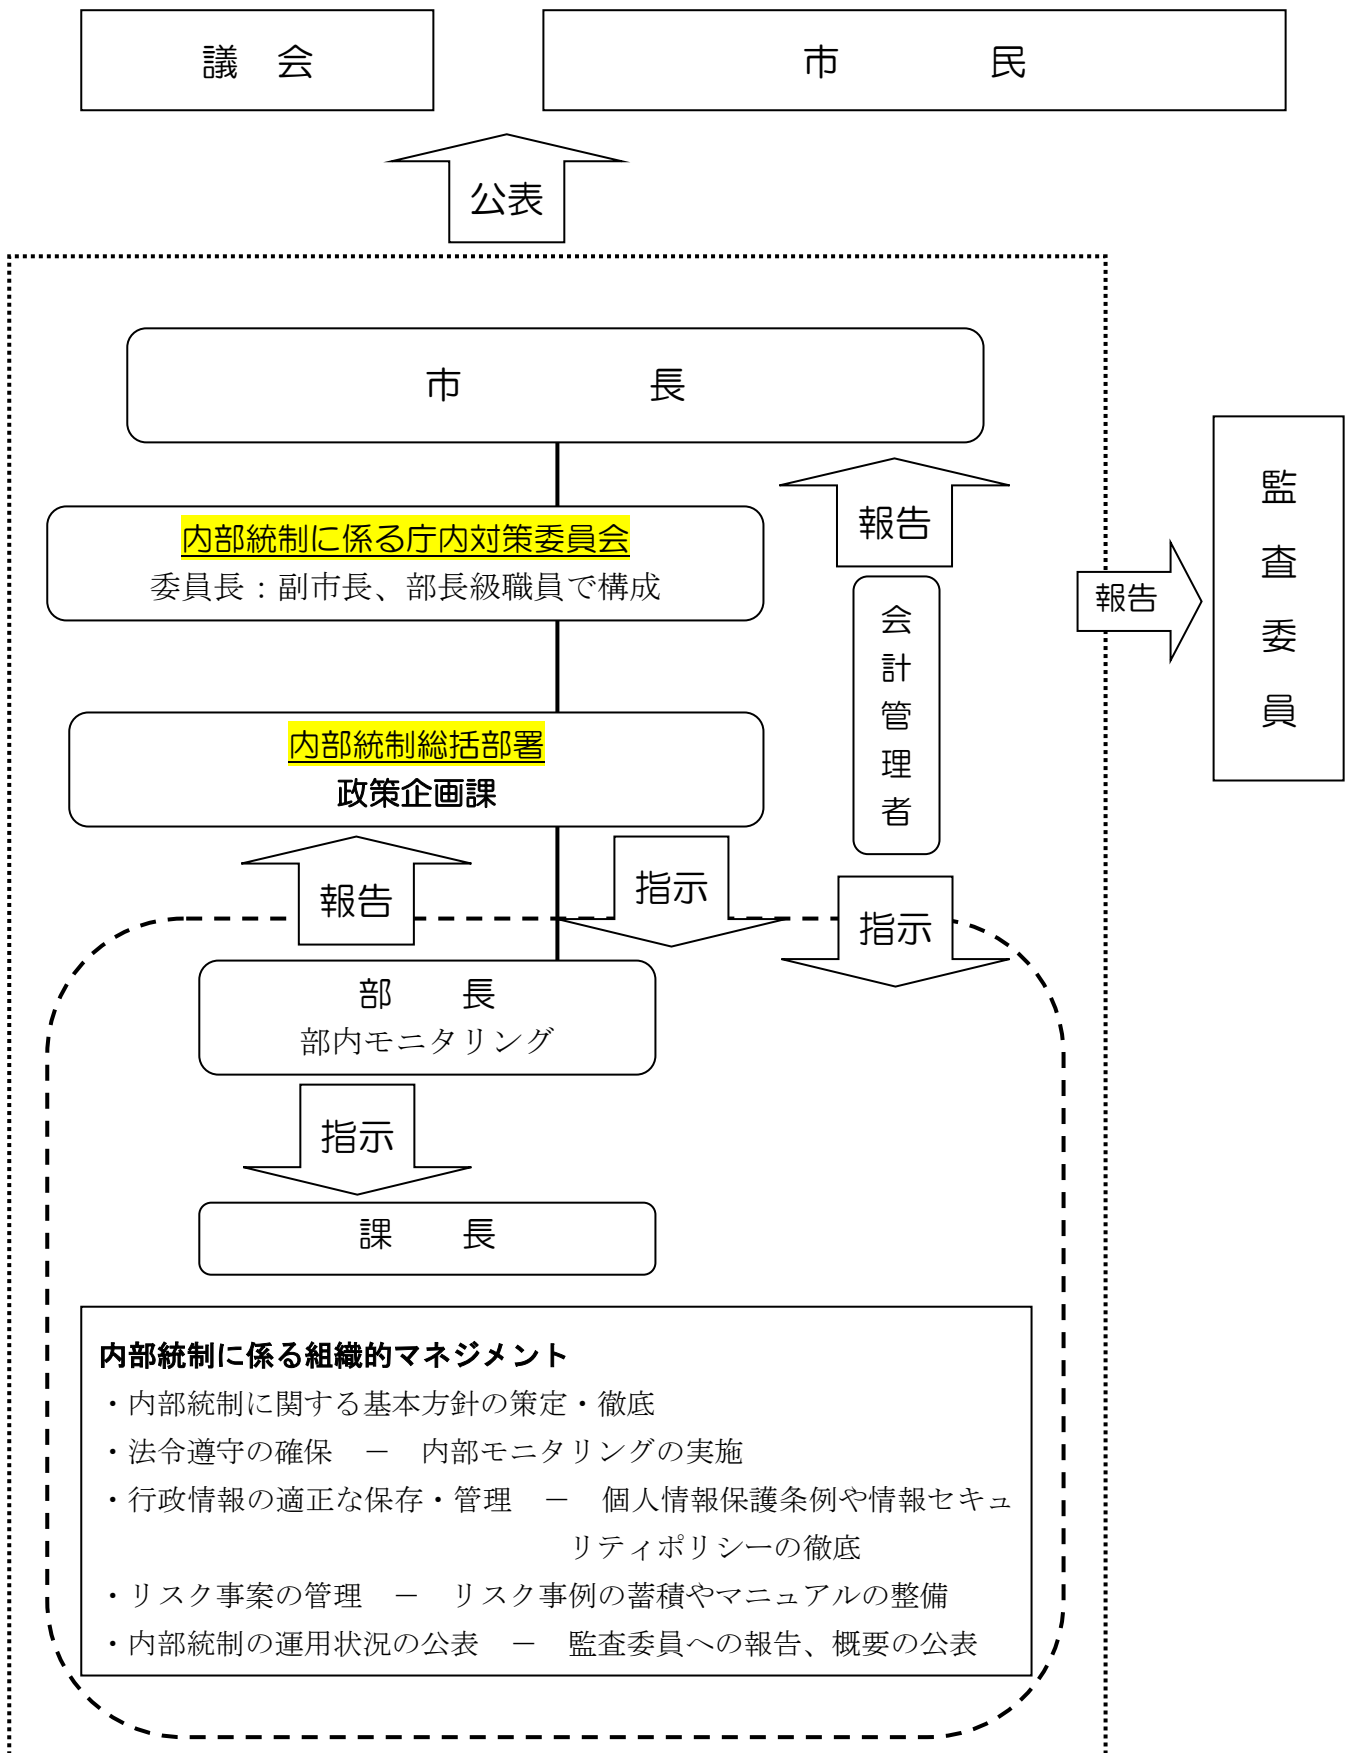 議　会
市　　　民
公表
市　　　　　長
内部統制に係る庁内対策委員会
委員長：副市長、部長級職員で構成
報告
会計管理者
報告
監査委員
内部統制総括部署
政策企画課
報告
指示
指示
部　　長
部内モニタリング
指示
課　　長
内部統制に係る組織的マネジメント
・内部統制に関する基本方針の策定・徹底
・法令遵守の確保　－　内部モニタリングの実施
・行政情報の適正な保存・管理　－　個人情報保護条例や情報セキュ
リティポリシーの徹底
・リスク事案の管理　－　リスク事例の蓄積やマニュアルの整備
・内部統制の運用状況の公表　－　監査委員への報告、概要の公表